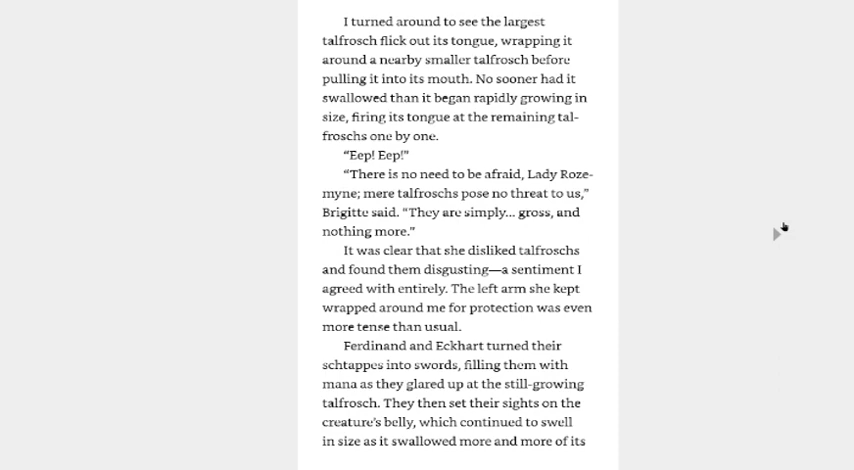 I turned around to see the largest
talfrosch flick out its tongue, wrapping it
around a nearby smaller talfrosch before
pulling it into its mouth. No sooner had it
swallowed than it began rapidly growing in
size, firing its tongue at the remaining tal-
froschs one by one.
“Eep! Eep!”
“There is no need to be afraid, Lady Roze-
myne; mere talfroschs pose no threat to us,”
Brigitte said. “They are simply... gross, and
nothing more.”
It was clear that she disliked talfroschs
and found them disgusting—a sentiment I
agreed with entirely. The left arm she kept
wrapped around me for protection was even
more tense than usual.
Ferdinand and Eckhart turned their
schtappes into swords, filling them with
mana as they glared up at the still-growing
talfrosch. They then set their sights on the
creature’s belly, which continued to swell
in size as it swallowed more and more of its